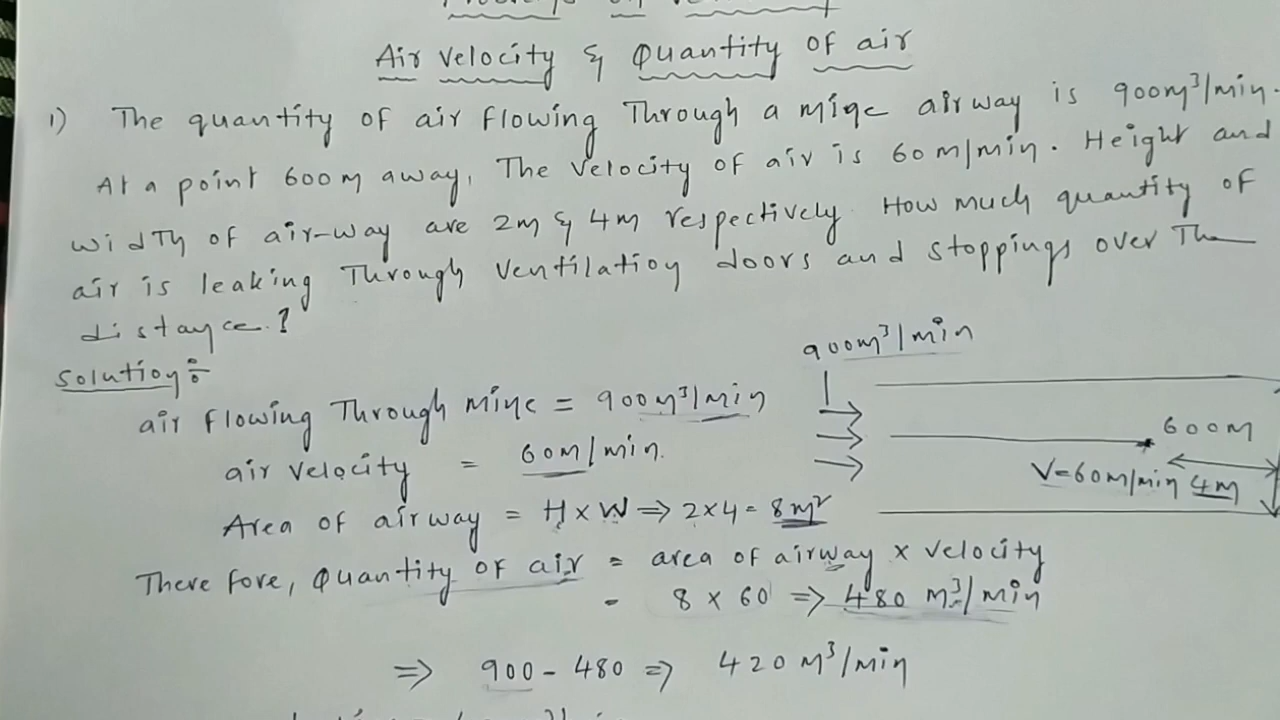 Air velocity & Quantity of air
1) The quantity of air flowing Through a mine airway is 900m³/min.
At a point 600m away, The velocity of air is 60m/min. Height and
width of air-way are 2m & 4m respectively. How much quantity of
air is leaking Through ventilation doors and stoppings over The
distance?
Solution÷
900m³/min
air flowing Through mine = 900m³/min
600m
air velocity = 60m/min.
V=60m/min 4m
Area of airway = H×W ⇒ 2×4 = 8m²
There fore, Quantity of air = area of airway × velocity
= 8 × 60 ⇒ 480 m³/min
⇒ 900 - 480 ⇒ 420 m³/min